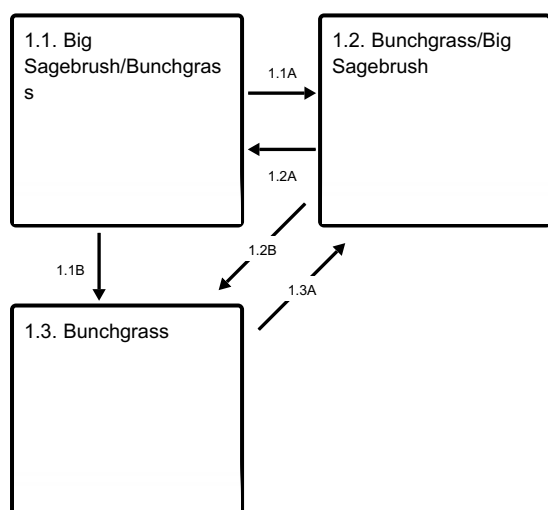 1.1. Big
Sagebrush/Bunchgras
s
1.2. Bunchgrass/Big
Sagebrush
1.1A
1.2A
1.1B
1.2B
1.3A
1.3. Bunchgrass